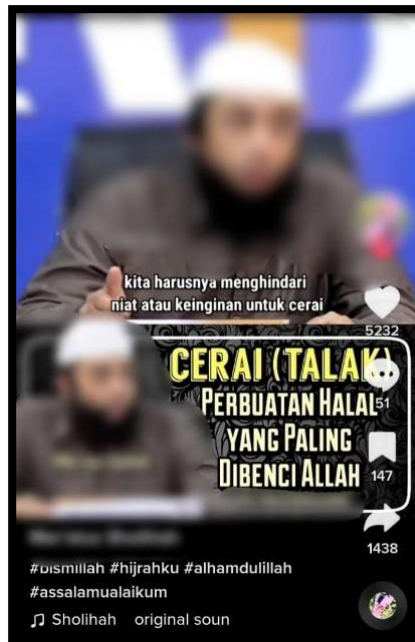 kita harusnya menghindari
niat atau keinginan untuk cerai
5232
CERAI (TALAK)
PERBUATAN HALAL
YANG PALING
DIBENCI ALLAH
51
147
1438
#bismillah #hijrahku #alhamdulillah
#assalamualaikum
Sholihah original soun